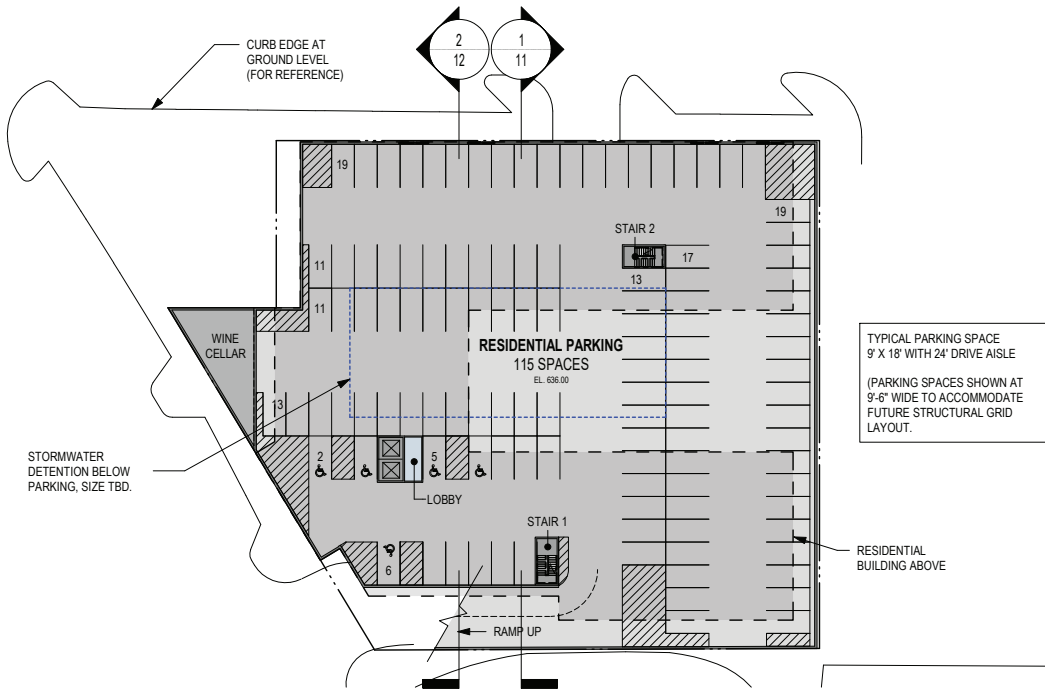 2
12
1
11
CURB EDGE AT
GROUND LEVEL
(FOR REFERENCE)
19
19
STAIR 2
17
13
11
11
WINE
CELLAR
RESIDENTIAL PARKING
115 SPACES
EL. 636.00
TYPICAL PARKING SPACE
9' X 18' WITH 24' DRIVE AISLE
(PARKING SPACES SHOWN AT
9'-6" WIDE TO ACCOMMODATE
FUTURE STRUCTURAL GRID
LAYOUT.
13
STORMWATER
DETENTION BELOW
PARKING, SIZE TBD.
2
5
LOBBY
STAIR 1
6
RESIDENTIAL
BUILDING ABOVE
RAMP UP